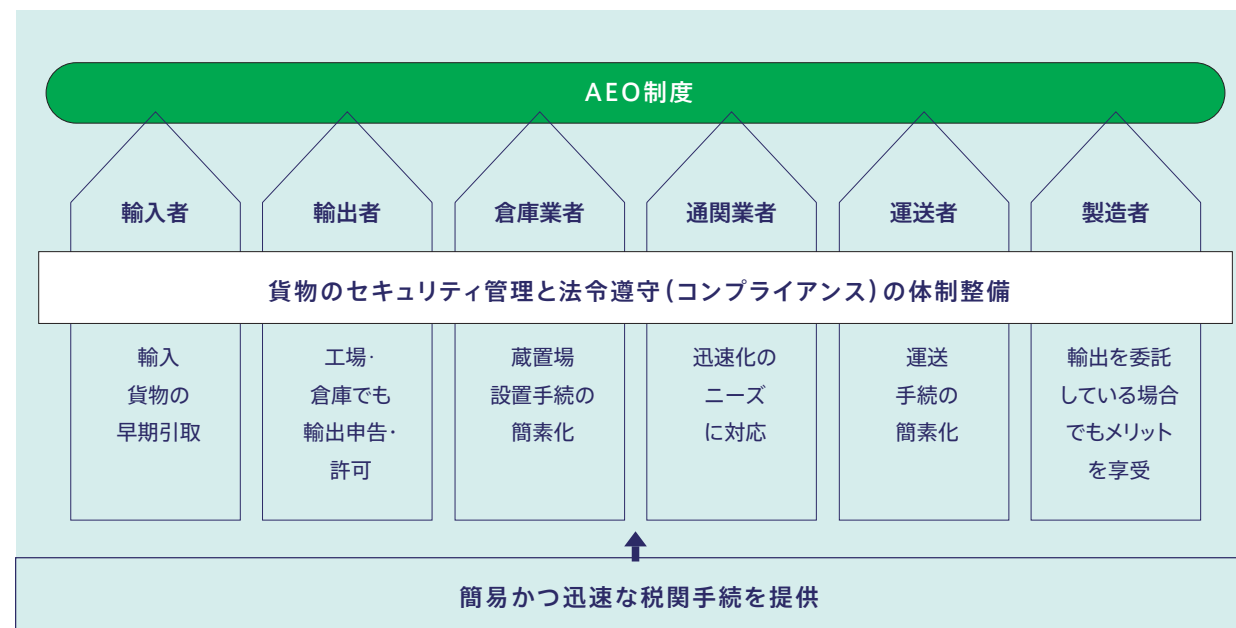 AEO制度
輸入者
輸出者
倉庫業者
通関業者
運送者
製造者
貨物のセキュリティ管理と法令遵守(コンプライアンス)の体制整備
輸入
貨物の
早期引取
工場・
倉庫でも
輸出申告・
許可
蔵置場
設置手続の
簡素化
迅速化の
ニーズ
に対応
運送
手続の
簡素化
輸出を委託
している場合
でもメリット
を享受
簡易かつ迅速な税関手続を提供